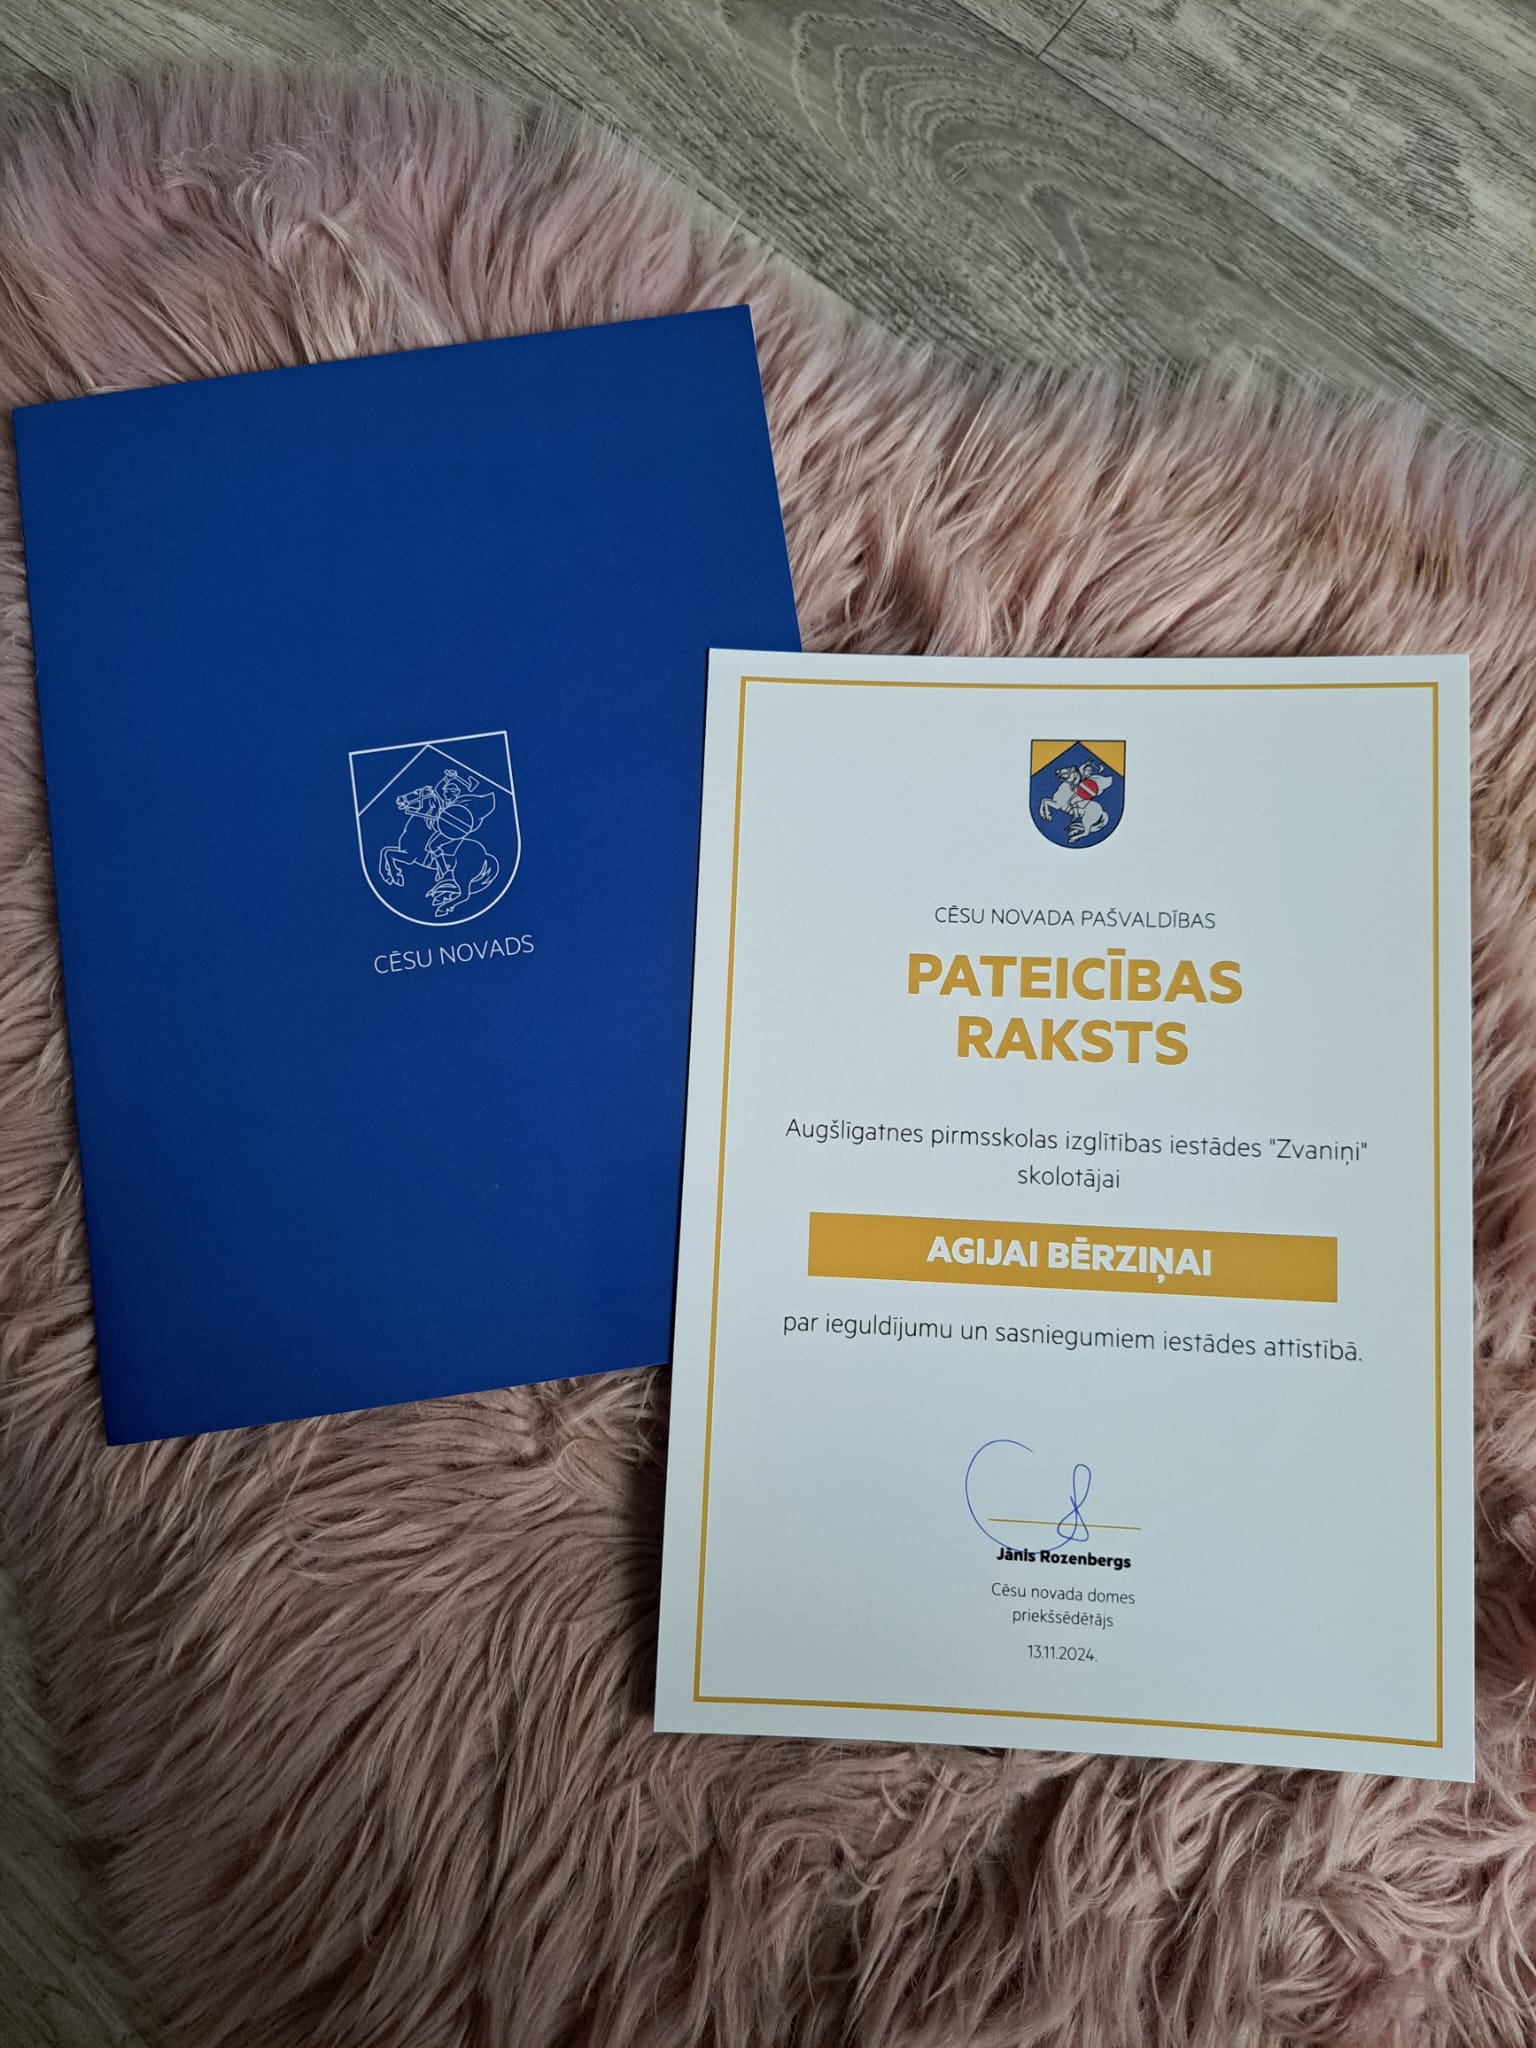 CĒSU NOVADS
CĒSU NOVADA PAŠVALDĪBAS
PATEICĪBAS
RAKSTS
Augšlīgatnes pirmsskolas izglītības iestādes "Zvaniņi"
skolotājai
AGIJAI BĒRZIŅAI
par ieguldījumu un sasniegumiem iestādes attīstībā.
Jānis Rozenbergs
Cēsu novada domes
priekšsēdētājs
13.11.2024.